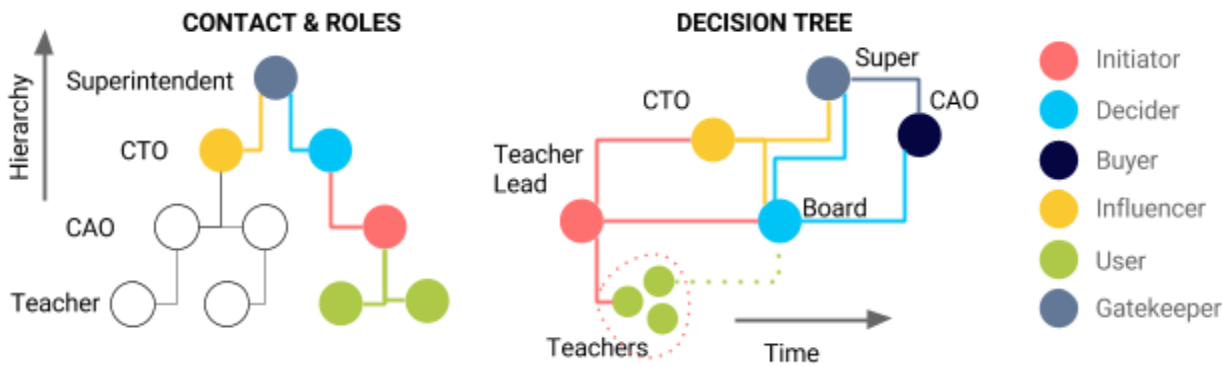 CONTACT & ROLES
Hierarchy
Superintendent
CTO
CAO
Teacher
DECISION TREE
Super
CTO
CAO
Teacher
Lead
Board
Teachers
Time
Initiator
Decider
Buyer
Influencer
User
Gatekeeper